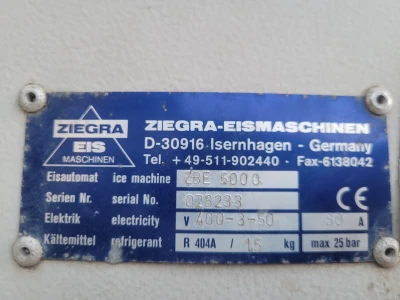 ZIEGRA
EIS
MASCHINEN
ZIEGRA-EISMASCHINEN
D-30916 Isernhagen - Germany
Tel. +49-511-902440 - Fax-6138042
Eisautomat ice machine ZBE 6000
Serien Nr. serial No. 028233
Elektrik electricity V 400-3-50 A
Kältemittel refrigerant R 404A / 15 kg max 25 bar
CE